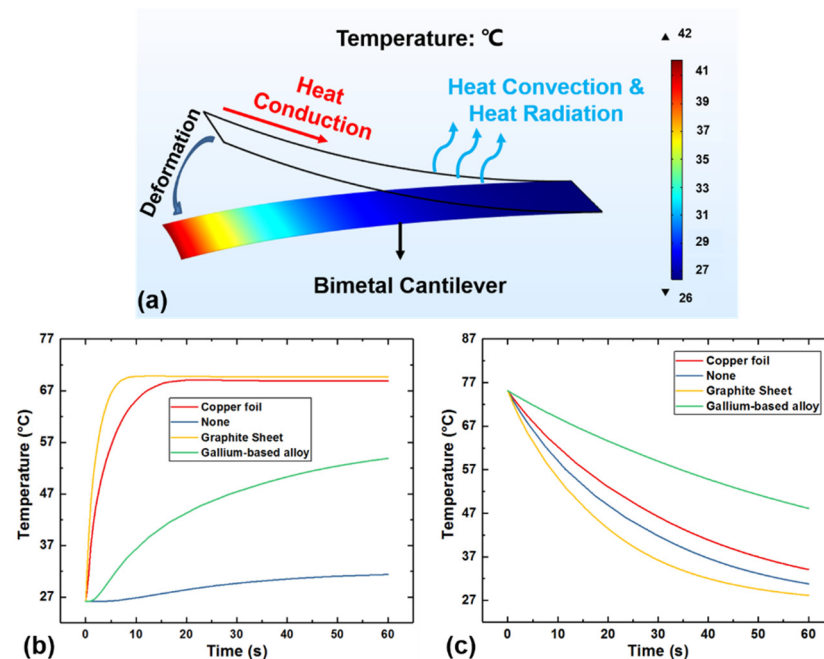 Temperature: ℃
▲ 42
Heat
Conduction
Heat Convection &
Heat Radiation
Deformation
41
39
37
35
33
31
29
27
▼ 26
Bimetal Cantilever
(a)
77
67
57
47
37
27
Temperature (°C)
Copper foil
None
Graphite Sheet
Gallium-based alloy
0 10 20 30 40 50 60
Time (s)
(b)
87
77
67
57
47
37
27
Temperature (°C)
Copper foil
None
Graphite Sheet
Gallium-based alloy
0 10 20 30 40 50 60
Time (s)
(c)